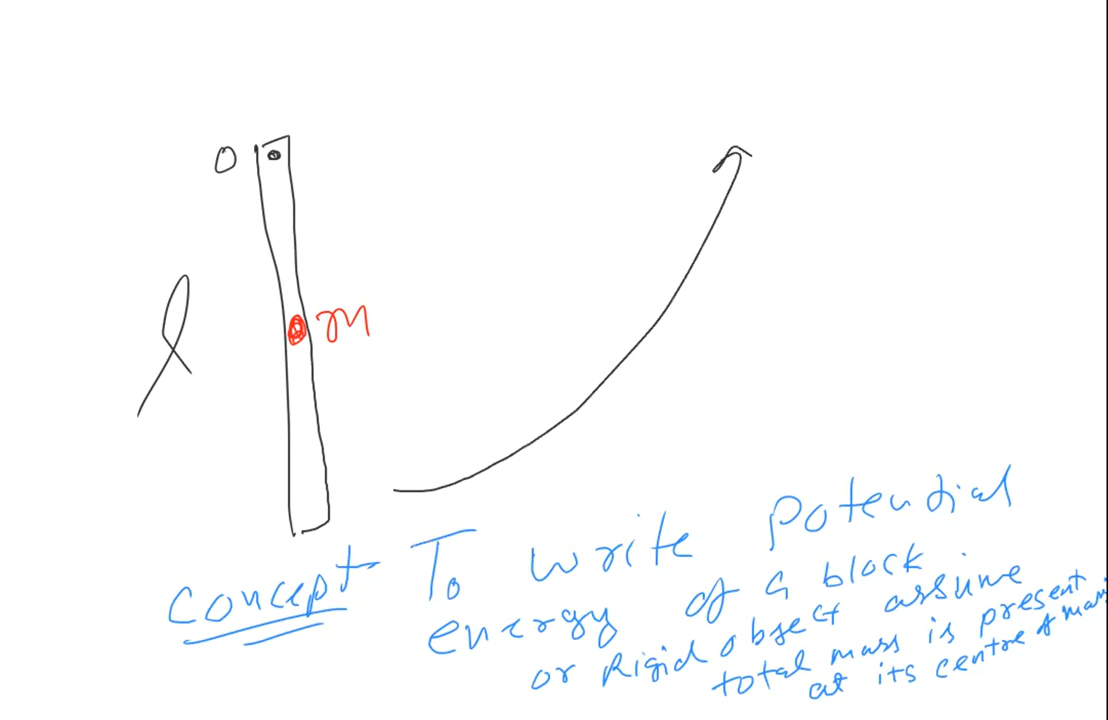 O
l
m
Concept To write potential
energy of a block
or Rigid object assume
total mass is present
at its centre of mass